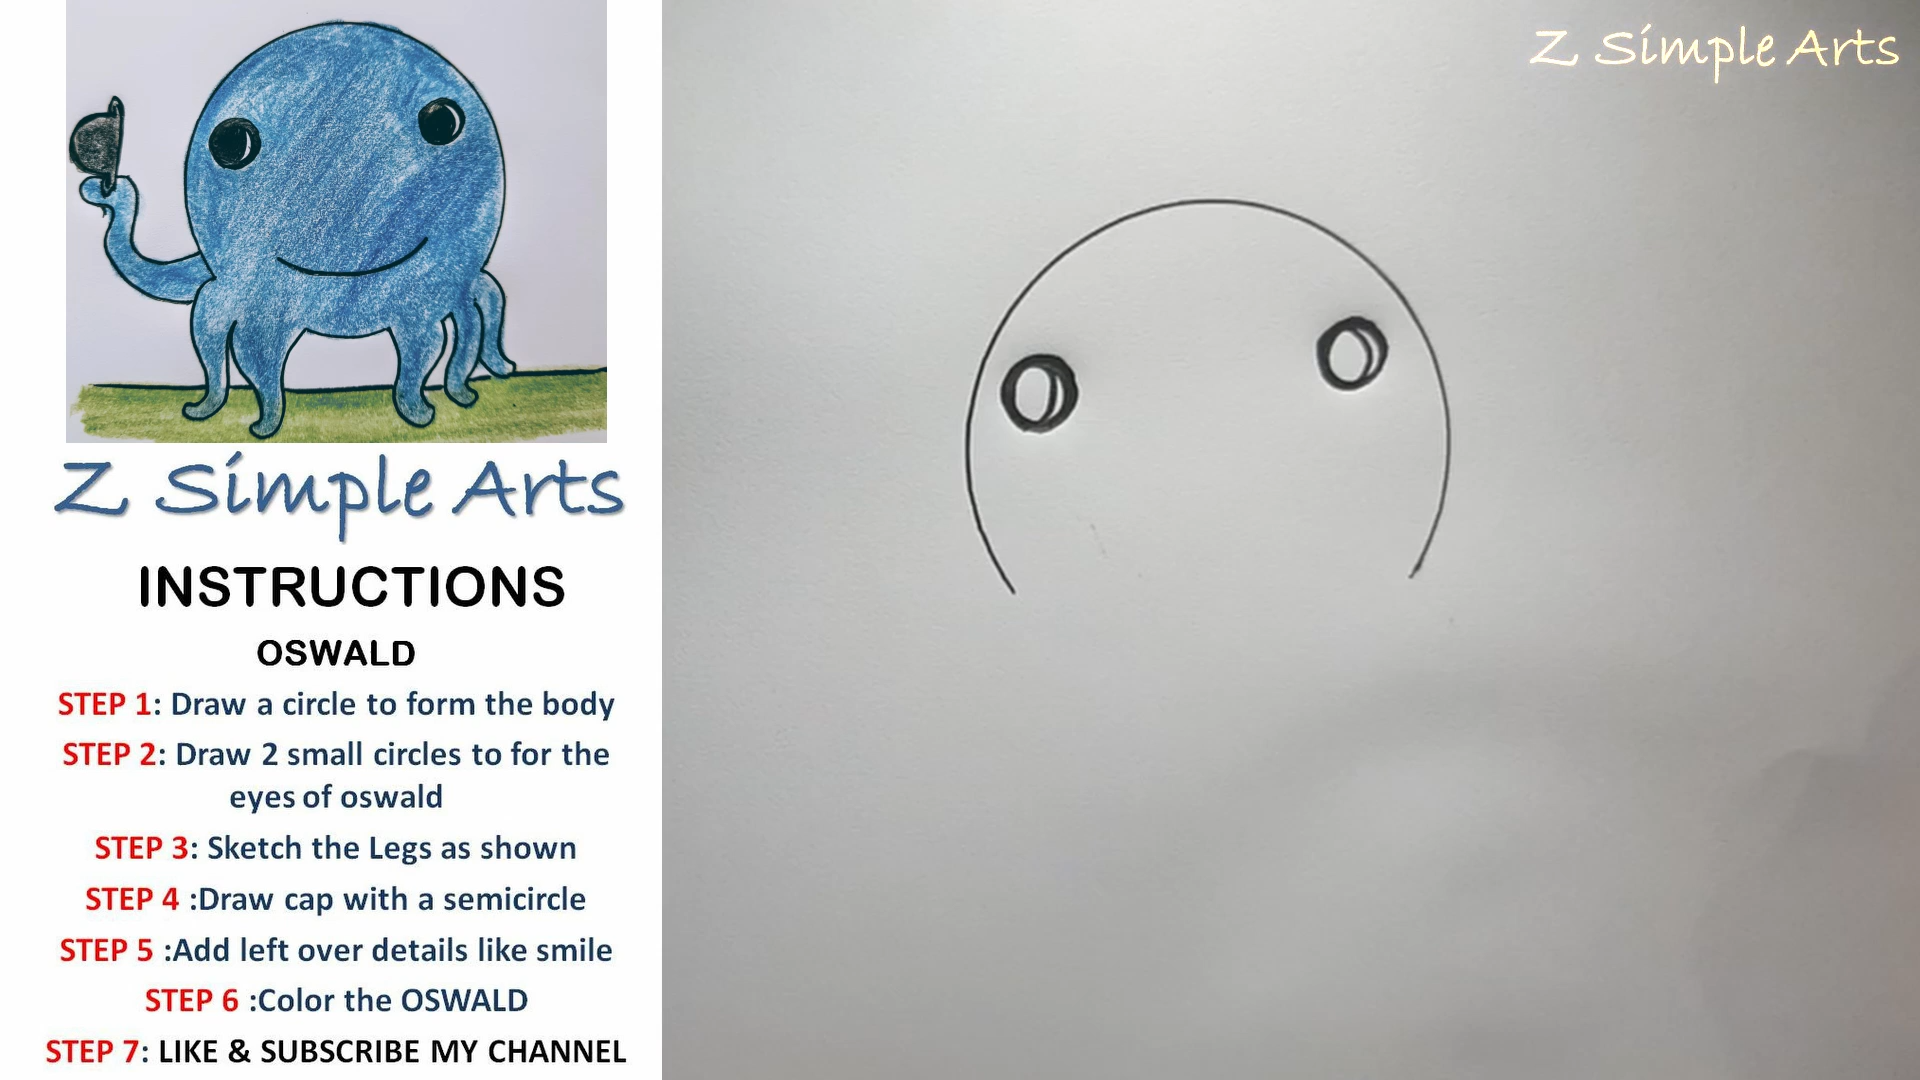 Z Simple Arts
Z Simple Arts
INSTRUCTIONS
OSWALD
STEP 1: Draw a circle to form the body
STEP 2: Draw 2 small circles to for the
eyes of oswald
STEP 3: Sketch the Legs as shown
STEP 4 :Draw cap with a semicircle
STEP 5 :Add left over details like smile
STEP 6 :Color the OSWALD
STEP 7: LIKE & SUBSCRIBE MY CHANNEL